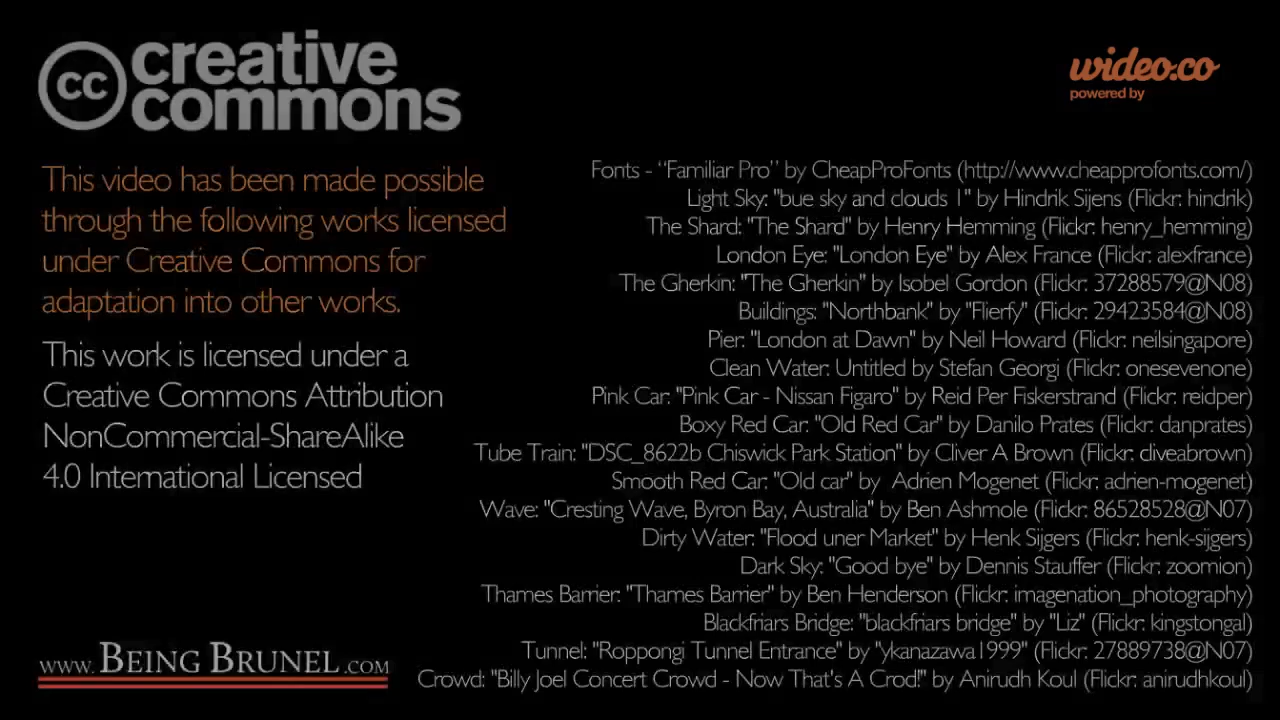 cc creative
commons
wideo.co
powered by
This video has been made possible
through the following works licensed
under Creative Commons for
adaptation into other works.
This work is licensed under a
Creative Commons Attribution
NonCommercial-ShareAlike
4.0 International Licensed
Fonts - "Familiar Pro" by CheapProFonts (http://www.cheapprofonts.com/)
Light Sky: "bue sky and clouds 1" by Hindrik Sijens (Flickr: hindrik)
The Shard: "The Shard" by Henry Hemming (Flickr: henry_hemming)
London Eye: "London Eye" by Alex France (Flickr: alexfrance)
The Gherkin: "The Gherkin" by Isobel Gordon (Flickr: 37288579@N08)
Buildings: "Northbank" by "Flierfy" (Flickr: 29423584@N08)
Pier: "London at Dawn" by Neil Howard (Flickr: neilsingapore)
Clean Water: Untitled by Stefan Georgi (Flickr: onesevenone)
Pink Car: "Pink Car - Nissan Figaro" by Reid Per Fiskerstrand (Flickr: reidper)
Boxy Red Car: "Old Red Car" by Danilo Prates (Flickr: danprates)
Tube Train: "DSC_8622b Chiswick Park Station" by Cliver A Brown (Flickr: cliveabrown)
Smooth Red Car: "Old car" by Adrien Mogenet (Flickr: adrien-mogenet)
Wave: "Cresting Wave, Byron Bay, Australia" by Ben Ashmole (Flickr: 86528528@N07)
Dirty Water: "Flood uner Market" by Henk Sijgers (Flickr: henk-sijgers)
Dark Sky: "Good bye" by Dennis Stauffer (Flickr: zoomion)
Thames Barrier: "Thames Barrier" by Ben Henderson (Flickr: imagenation_photography)
Blackfriars Bridge: "blackfriars bridge" by "Liz" (Flickr: kingstongal)
Tunnel: "Roppongi Tunnel Entrance" by "ykanazawa1999" (Flickr: 27889738@N07)
Crowd: "Billy Joel Concert Crowd - Now That's A Crod!" by Anirudh Koul (Flickr: anirudhkoul)
www.BEING BRUNEL.com